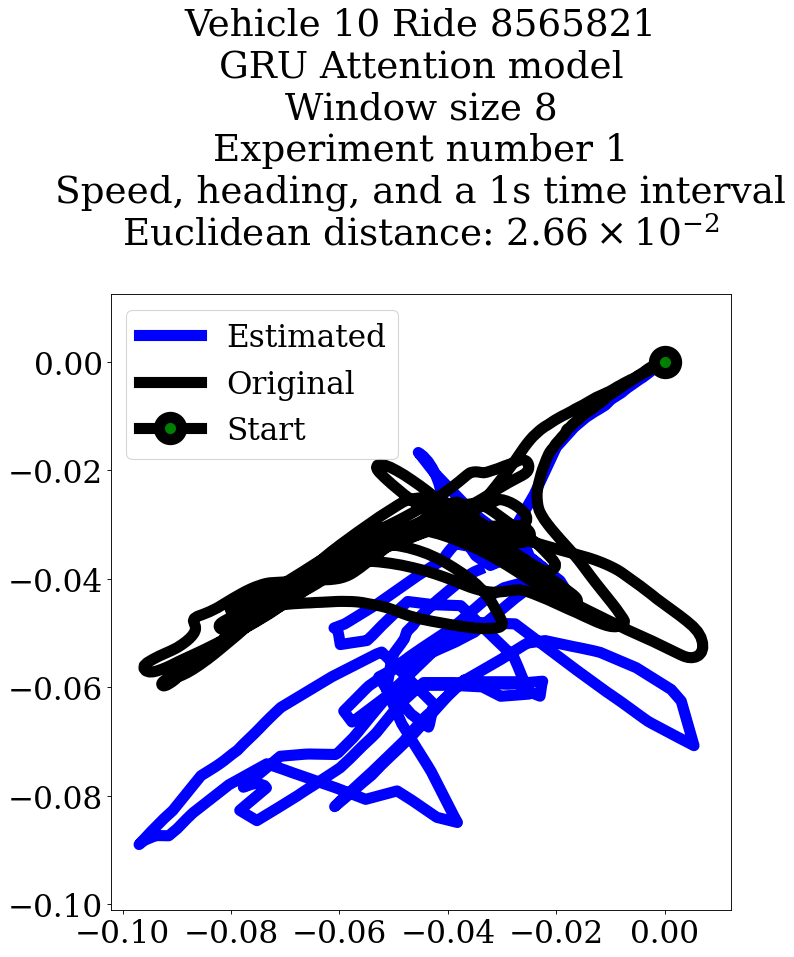 Vehicle 10 Ride 8565821
GRU Attention model
Window size 8
Experiment number 1
Speed, heading, and a 1s time interval
Euclidean distance: 2.66 × 10⁻²
Estimated
Original
Start
0.00
−0.02
−0.04
−0.06
−0.08
−0.10
−0.10 −0.08 −0.06 −0.04 −0.02 0.00